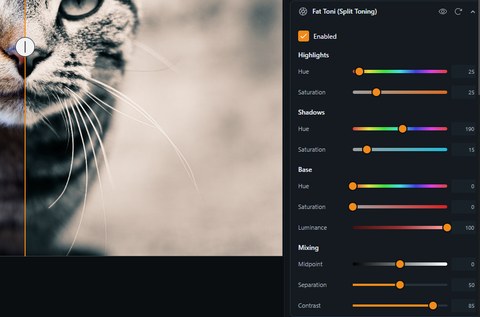 Fat Toni (Split Toning)
Enabled
Highlights
Hue 25
Saturation 25
Shadows
Hue 190
Saturation 15
Base
Hue 0
Saturation 0
Luminance 100
Mixing
Midpoint 0
Separation 50
Contrast 85